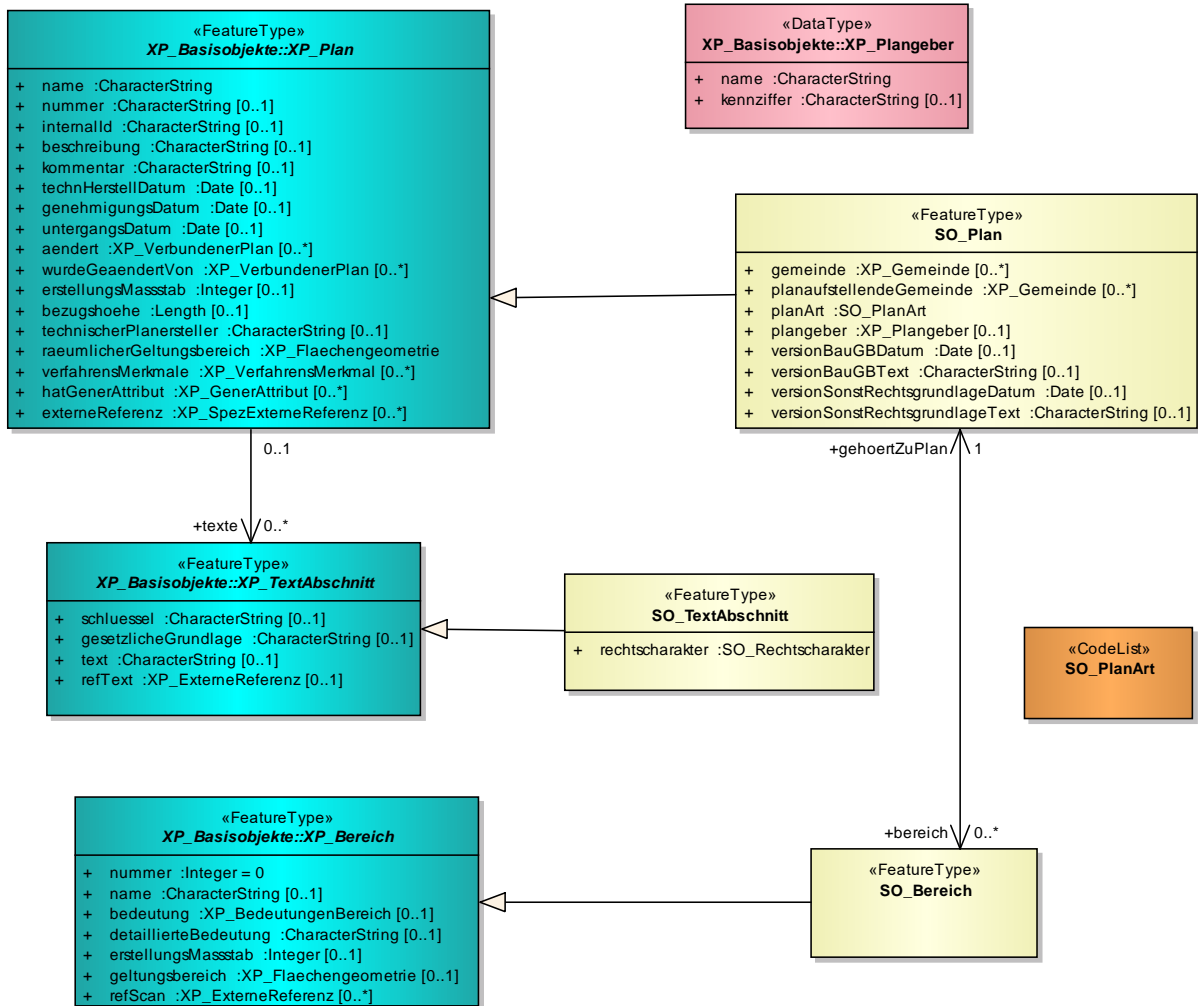 «FeatureType»
XP_Basisobjekte::XP_Plan
+ name :CharacterString
+ nummer :CharacterString [0..1]
+ internalId :CharacterString [0..1]
+ beschreibung :CharacterString [0..1]
+ kommentar :CharacterString [0..1]
+ technHerstellDatum :Date [0..1]
+ genehmigungsDatum :Date [0..1]
+ untergangsDatum :Date [0..1]
+ aendert :XP_VerbundenerPlan [0..*]
+ wurdeGeaendertVon :XP_VerbundenerPlan [0..*]
+ erstellungsMassstab :Integer [0..1]
+ bezugshoehe :Length [0..1]
+ technischerPlanersteller :CharacterString [0..1]
+ raeumlicherGeltungsbereich :XP_Flaechengeometrie
+ verfahrensMerkmale :XP_VerfahrensMerkmal [0..*]
+ hatGenerAttribut :XP_GenerAttribut [0..*]
+ externeReferenz :XP_SpezExterneReferenz [0..*]
«DataType»
XP_Basisobjekte::XP_Plangeber
+ name :CharacterString
+ kennziffer :CharacterString [0..1]
«FeatureType»
SO_Plan
+ gemeinde :XP_Gemeinde [0..*]
+ planaufstellendeGemeinde :XP_Gemeinde [0..*]
+ planArt :SO_PlanArt
+ plangeber :XP_Plangeber [0..1]
+ versionBauGBDatum :Date [0..1]
+ versionBauGBText :CharacterString [0..1]
+ versionSonstRechtsgrundlageDatum :Date [0..1]
+ versionSonstRechtsgrundlageText :CharacterString [0..1]
0..1
+gehoertZuPlan 1
+texte 0..*
«FeatureType»
XP_Basisobjekte::XP_TextAbschnitt
+ schluessel :CharacterString [0..1]
+ gesetzlicheGrundlage :CharacterString [0..1]
+ text :CharacterString [0..1]
+ refText :XP_ExterneReferenz [0..1]
«FeatureType»
SO_TextAbschnitt
+ rechtscharakter :SO_Rechtscharakter
«CodeList»
SO_PlanArt
«FeatureType»
XP_Basisobjekte::XP_Bereich
+ nummer :Integer = 0
+ name :CharacterString [0..1]
+ bedeutung :XP_BedeutungenBereich [0..1]
+ detaillierteBedeutung :CharacterString [0..1]
+ erstellungsMassstab :Integer [0..1]
+ geltungsbereich :XP_Flaechengeometrie [0..1]
+ refScan :XP_ExterneReferenz [0..*]
+bereich 0..*
«FeatureType»
SO_Bereich